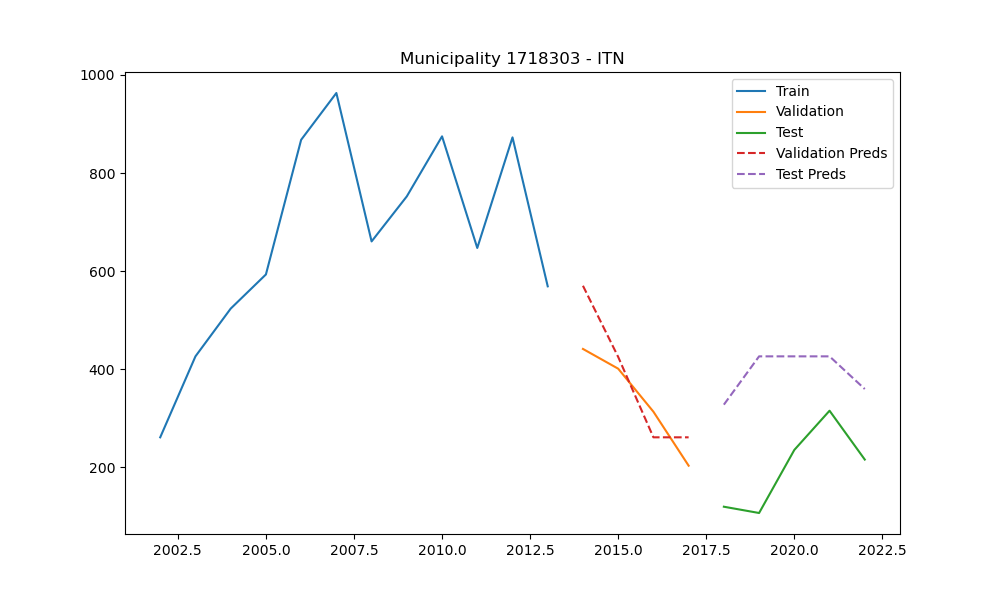 Municipality 1718303 - ITN
1000
800
600
400
200
2002.5 2005.0 2007.5 2010.0 2012.5 2015.0 2017.5 2020.0 2022.5
Train
Validation
Test
Validation Preds
Test Preds